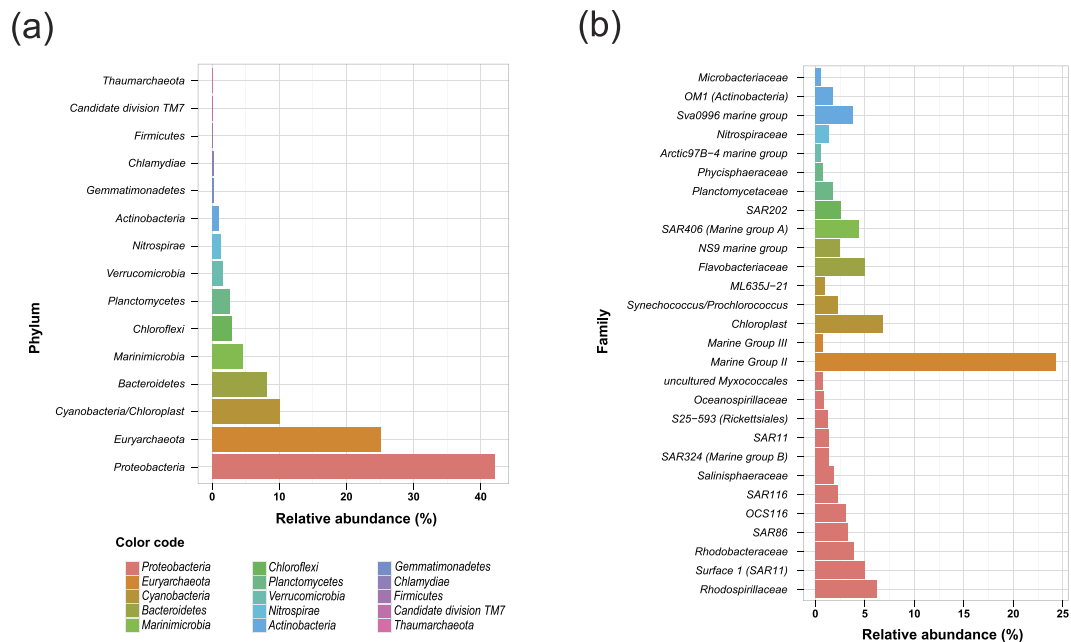 (a)
Thaumarchaeota
Candidate division TM7
Firmicutes
Chlamydiae
Gemmatimonadetes
Actinobacteria
Nitrospirae
Verrucomicrobia
Planctomycetes
Chloroflexi
Marinimicrobia
Bacteroidetes
Cyanobacteria/Chloroplast
Euryarchaeota
Proteobacteria
Phylum
0 10 20 30 40
Relative abundance (%)
Color code
Proteobacteria
Euryarchaeota
Cyanobacteria
Bacteroidetes
Marinimicrobia
Chloroflexi
Planctomycetes
Verrucomicrobia
Nitrospirae
Actinobacteria
Gemmatimonadetes
Chlamydiae
Firmicutes
Candidate division TM7
Thaumarchaeota
(b)
Microbacteriaceae
OM1 (Actinobacteria)
Sva0996 marine group
Nitrospiraceae
Arctic97B−4 marine group
Phycisphaeraceae
Planctomycetaceae
SAR202
SAR406 (Marine group A)
NS9 marine group
Flavobacteriaceae
ML635J−21
Synechococcus/Prochlorococcus
Chloroplast
Marine Group III
Marine Group II
uncultured Myxococcales
Oceanospirillaceae
S25−593 (Rickettsiales)
SAR11
SAR324 (Marine group B)
Salinisphaeraceae
SAR116
OCS116
SAR86
Rhodobacteraceae
Surface 1 (SAR11)
Rhodospirillaceae
Family
0 5 10 15 20 25
Relative abundance (%)